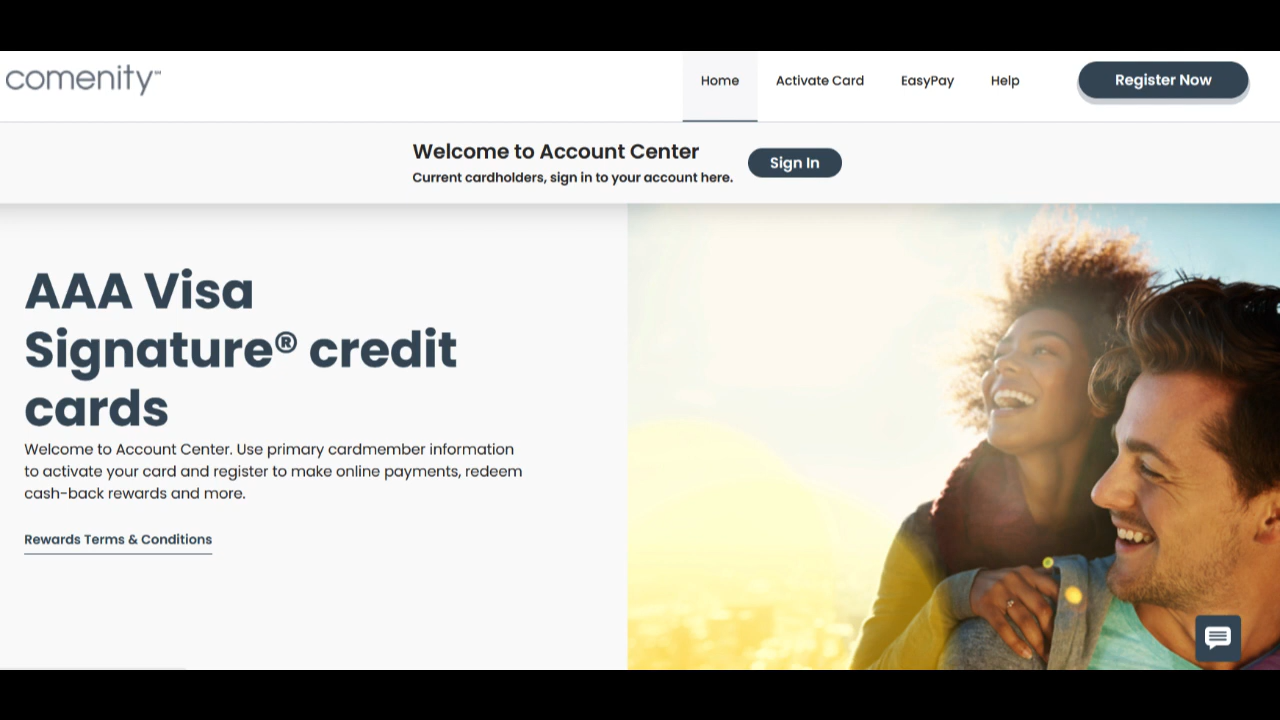 comenity℠
Home
Activate Card
EasyPay
Help
Register Now
Welcome to Account Center
Current cardholders, sign in to your account here.
Sign In
AAA Visa
Signature® credit
cards
Welcome to Account Center. Use primary cardmember information
to activate your card and register to make online payments, redeem
cash-back rewards and more.
Rewards Terms & Conditions